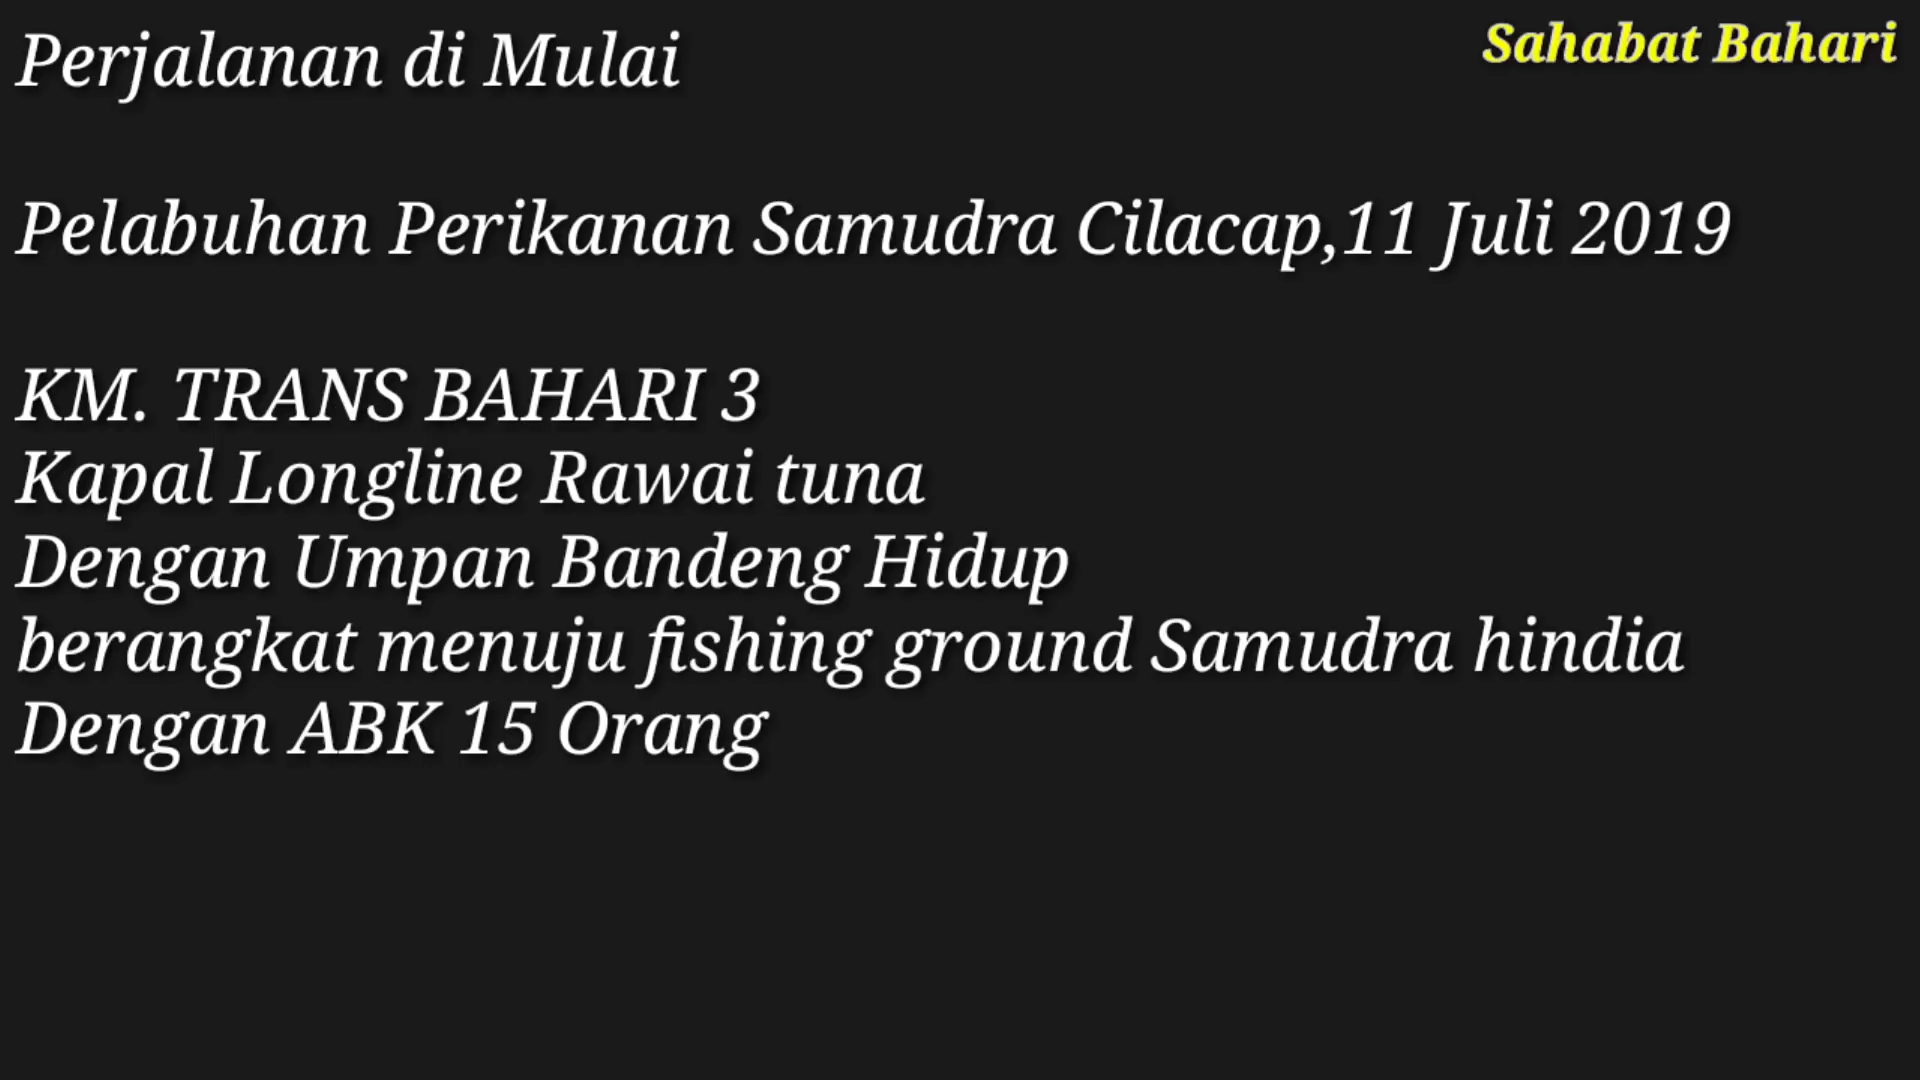 Perjalanan di Mulai
Sahabat Bahari
Pelabuhan Perikanan Samudra Cilacap,11 Juli 2019
KM. TRANS BAHARI 3
Kapal Longline Rawai tuna
Dengan Umpan Bandeng Hidup
berangkat menuju fishing ground Samudra hindia
Dengan ABK 15 Orang